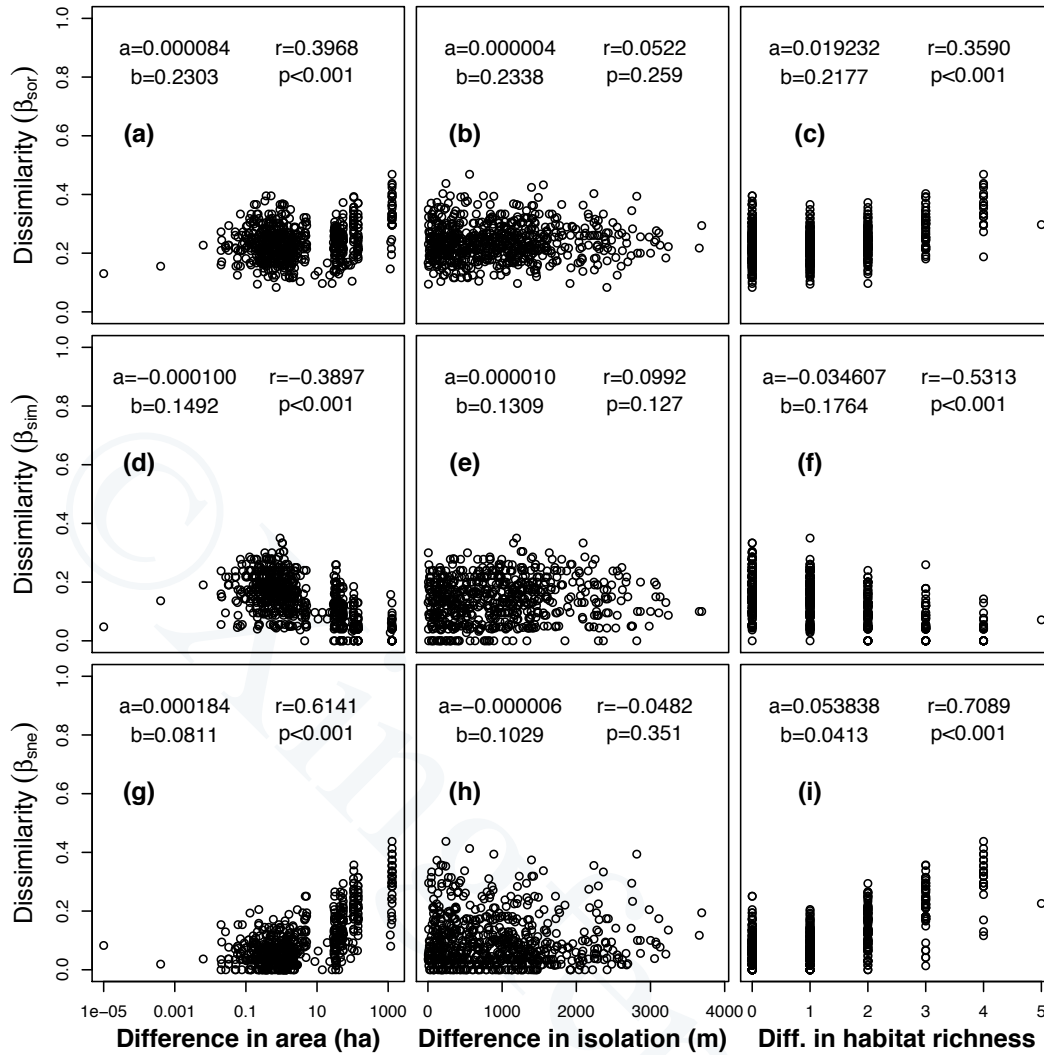 Dissimilarity (βsor)
0.0 0.2 0.4 0.6 0.8 1.0
a=0.000084 r=0.3968
b=0.2303 p<0.001
(a)
a=0.000004 r=0.0522
b=0.2338 p=0.259
(b)
a=0.019232 r=0.3590
b=0.2177 p<0.001
(c)
Dissimilarity (βsim)
0.0 0.2 0.4 0.6 0.8 1.0
a=−0.000100 r=−0.3897
b=0.1492 p<0.001
(d)
a=0.000010 r=0.0992
b=0.1309 p=0.127
(e)
a=−0.034607 r=−0.5313
b=0.1764 p<0.001
(f)
Dissimilarity (βsne)
0.0 0.2 0.4 0.6 0.8 1.0
a=0.000184 r=0.6141
b=0.0811 p<0.001
(g)
a=−0.000006 r=−0.0482
b=0.1029 p=0.351
(h)
a=0.053838 r=0.7089
b=0.0413 p<0.001
(i)
1e−05 0.001 0.1 10 1000
0 1000 2000 3000 4000
0 1 2 3 4 5
Difference in area (ha)
Difference in isolation (m)
Diff. in habitat richness